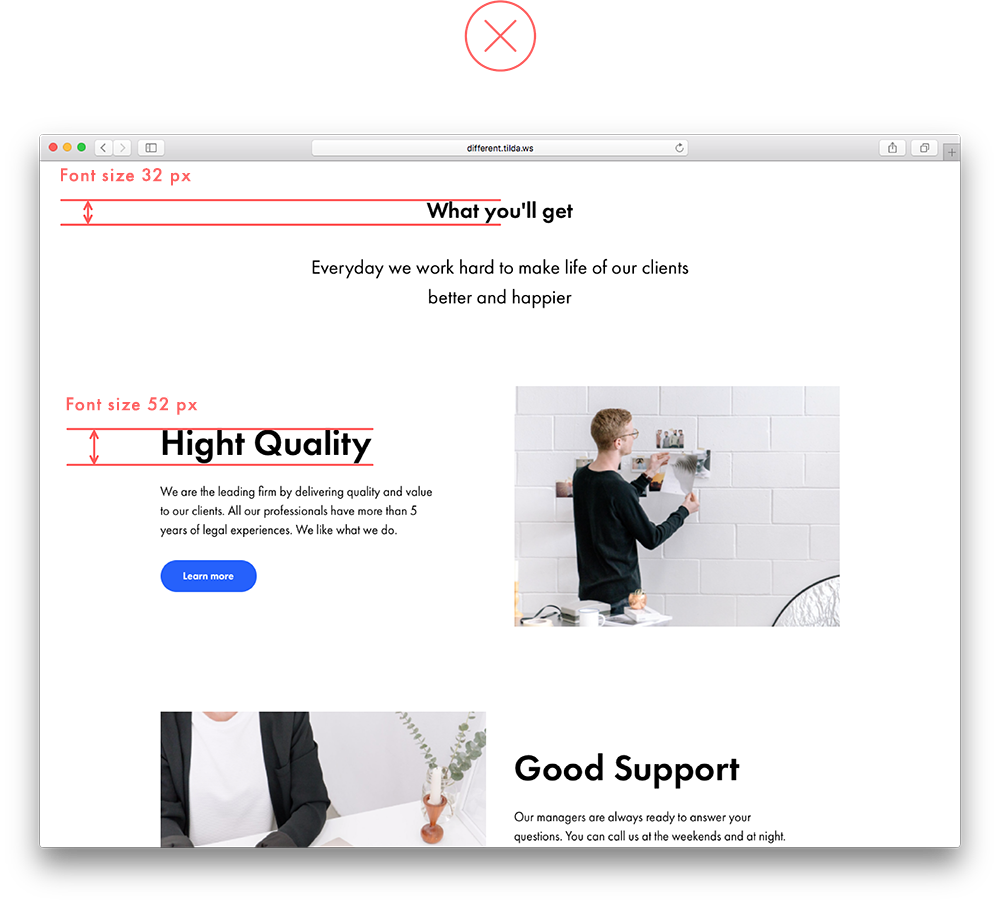 different.tilda.ws
Font size 32 px
What you'll get
Everyday we work hard to make life of our clients
better and happier
Font size 52 px
Hight Quality
We are the leading firm by delivering quality and value
to our clients. All our professionals have more than 5
years of legal experiences. We like what we do.
Learn more
Good Support
Our managers are always ready to answer your
questions. You can call us at the weekends and at night.